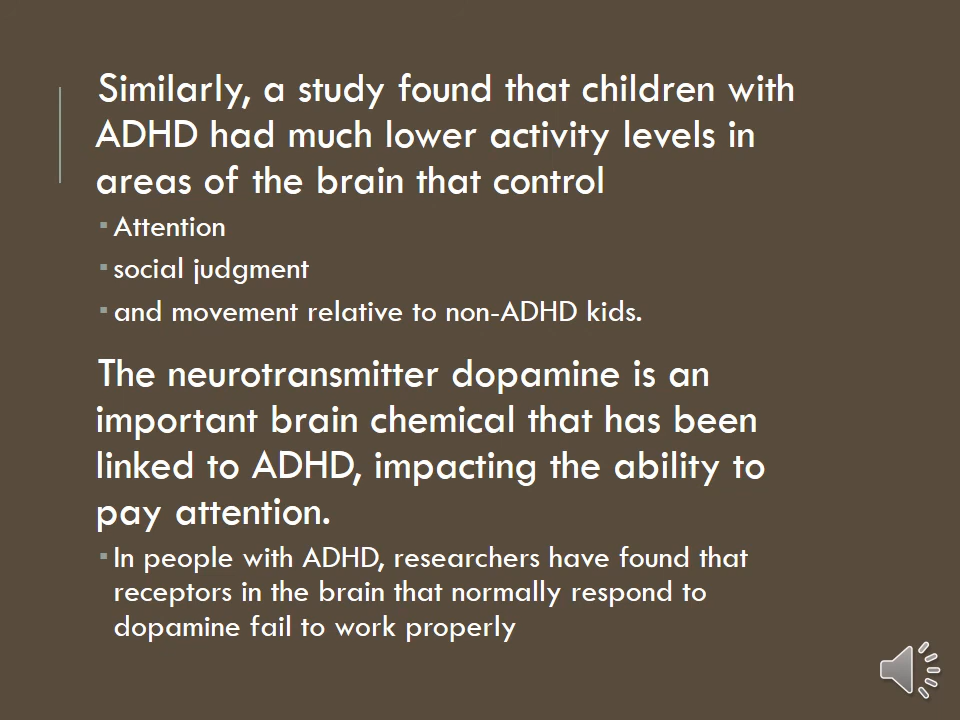 Similarly, a study found that children with
ADHD had much lower activity levels in
areas of the brain that control
▪ Attention
▪ social judgment
▪ and movement relative to non-ADHD kids.
The neurotransmitter dopamine is an
important brain chemical that has been
linked to ADHD, impacting the ability to
pay attention.
▪ In people with ADHD, researchers have found that
receptors in the brain that normally respond to
dopamine fail to work properly